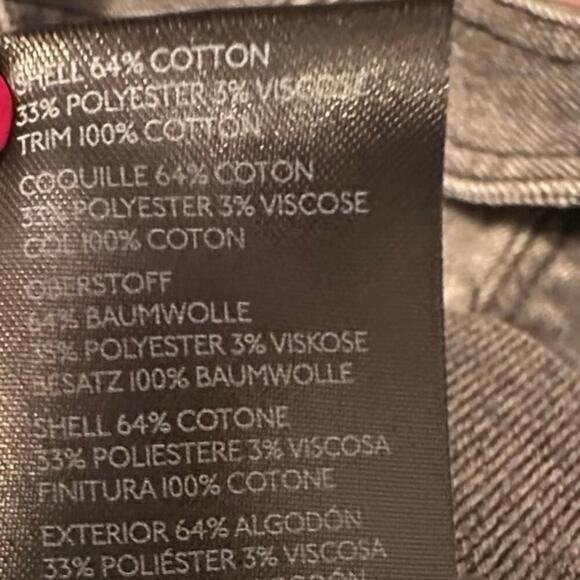 SHELL 64% COTTON
33% POLYESTER 3% VISCOSE
TRIM 100% COTTON
COQUILLE 64% COTON
33% POLYESTER 3% VISCOSE
COL 100% COTON
OBERSTOFF
64% BAUMWOLLE
33% POLYESTER 3% VISKOSE
BESATZ 100% BAUMWOLLE
SHELL 64% COTONE
33% POLIESTERE 3% VISCOSA
FINITURA 100% COTONE
EXTERIOR 64% ALGODÓN
33% POLIÉSTER 3% VISCOSA